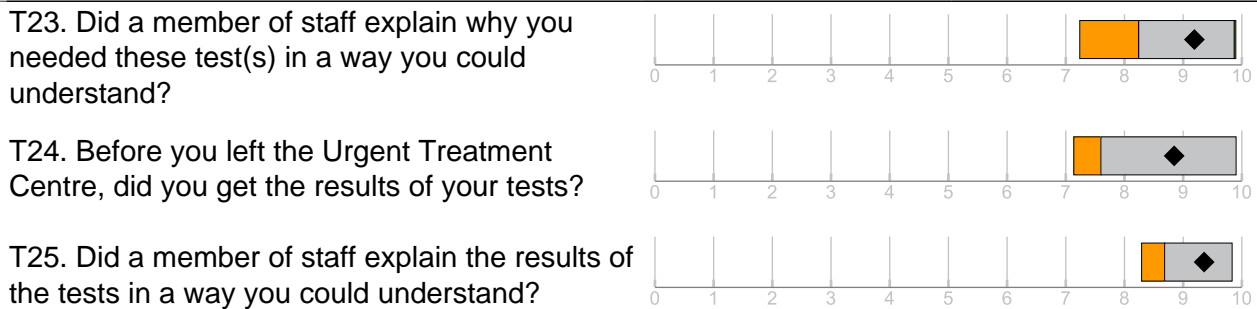 T23. Did a member of staff explain why you
needed these test(s) in a way you could
understand?
0 1 2 3 4 5 6 7 8 9 10
T24. Before you left the Urgent Treatment
Centre, did you get the results of your tests?
0 1 2 3 4 5 6 7 8 9 10
T25. Did a member of staff explain the results of
the tests in a way you could understand?
0 1 2 3 4 5 6 7 8 9 10